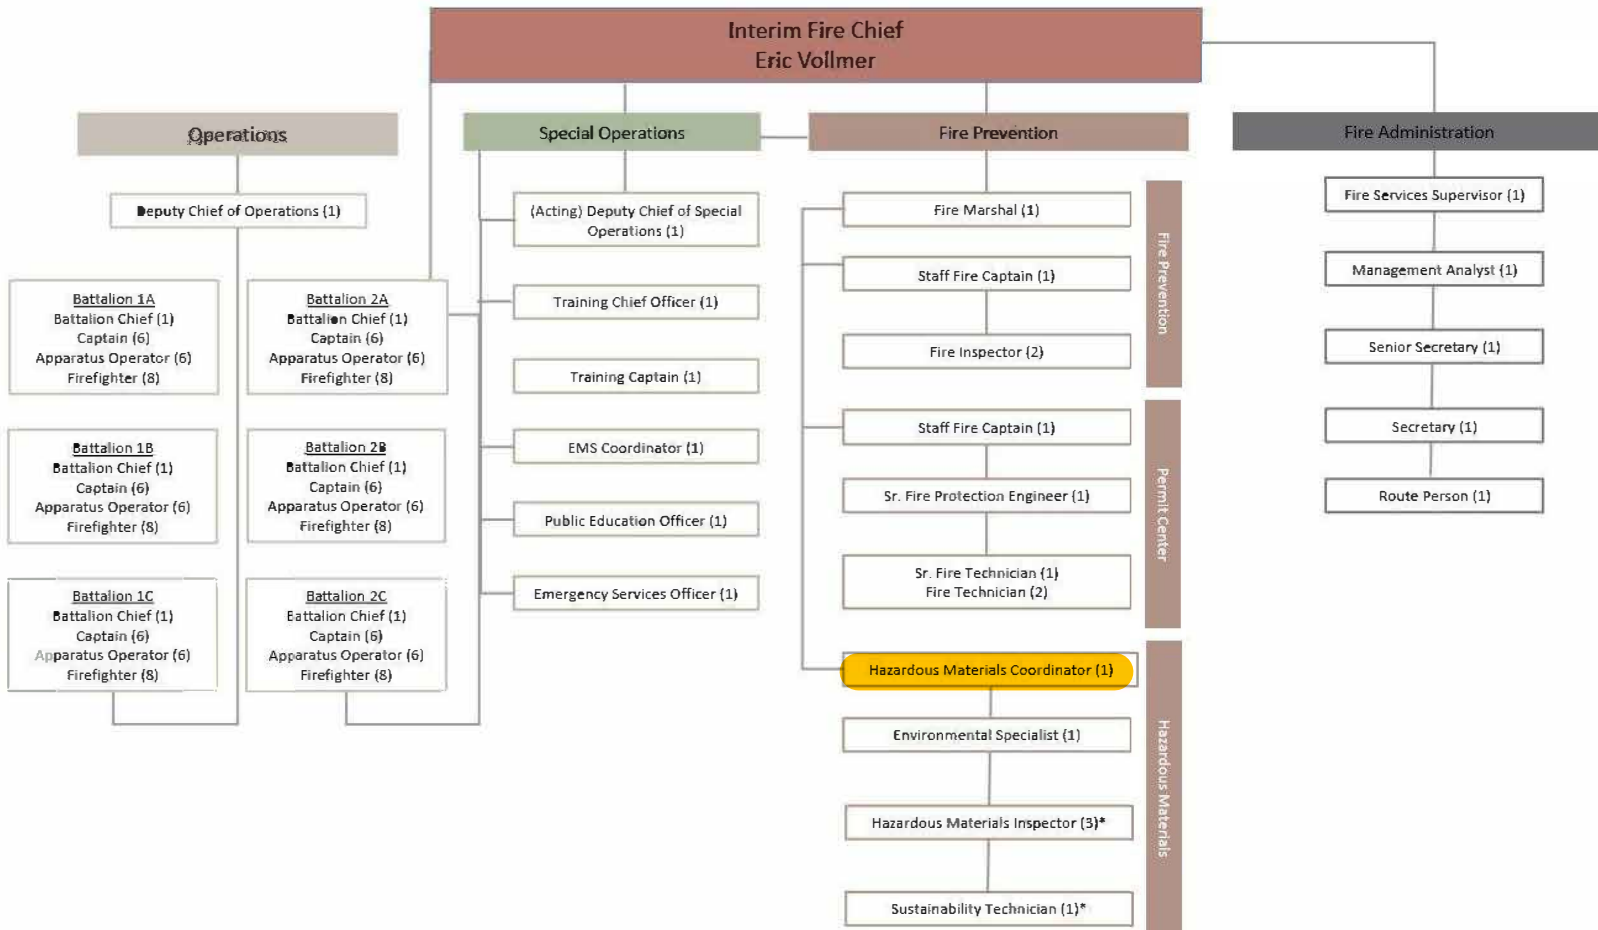 Interim Fire Chief
Eric Vollmer
Operations
Special Operations
Fire Prevention
Fire Administration
Deputy Chief of Operations (1)
Battalion 1A
Battalion Chief (1)
Captain (6)
Apparatus Operator (6)
Firefighter (8)
Battalion 2A
Battalion Chief (1)
Captain (6)
Apparatus Operator (6)
Firefighter (8)
Battalion 1B
Battalion Chief (1)
Captain (6)
Apparatus Operator (6)
Firefighter (8)
Battalion 2B
Battalion Chief (1)
Captain (6)
Apparatus Operator (6)
Firefighter (8)
Battalion 1C
Battalion Chief (1)
Captain (6)
Apparatus Operator (6)
Firefighter (8)
Battalion 2C
Battalion Chief (1)
Captain (6)
Apparatus Operator (6)
Firefighter (8)
(Acting) Deputy Chief of Special
Operations (1)
Training Chief Officer (1)
Training Captain (1)
EMS Coordinator (1)
Public Education Officer (1)
Emergency Services Officer (1)
Fire Marshal (1)
Staff Fire Captain (1)
Fire Inspector (2)
Fire Prevention
Staff Fire Captain (1)
Sr. Fire Protection Engineer (1)
Sr. Fire Technician (1)
Fire Technician (2)
Permit Center
Hazardous Materials Coordinator (1)
Environmental Specialist (1)
Hazardous Materials Inspector (3)*
Sustainability Technician (1)*
Hazardous Materials
Fire Services Supervisor (1)
Management Analyst (1)
Senior Secretary (1)
Secretary (1)
Route Person (1)